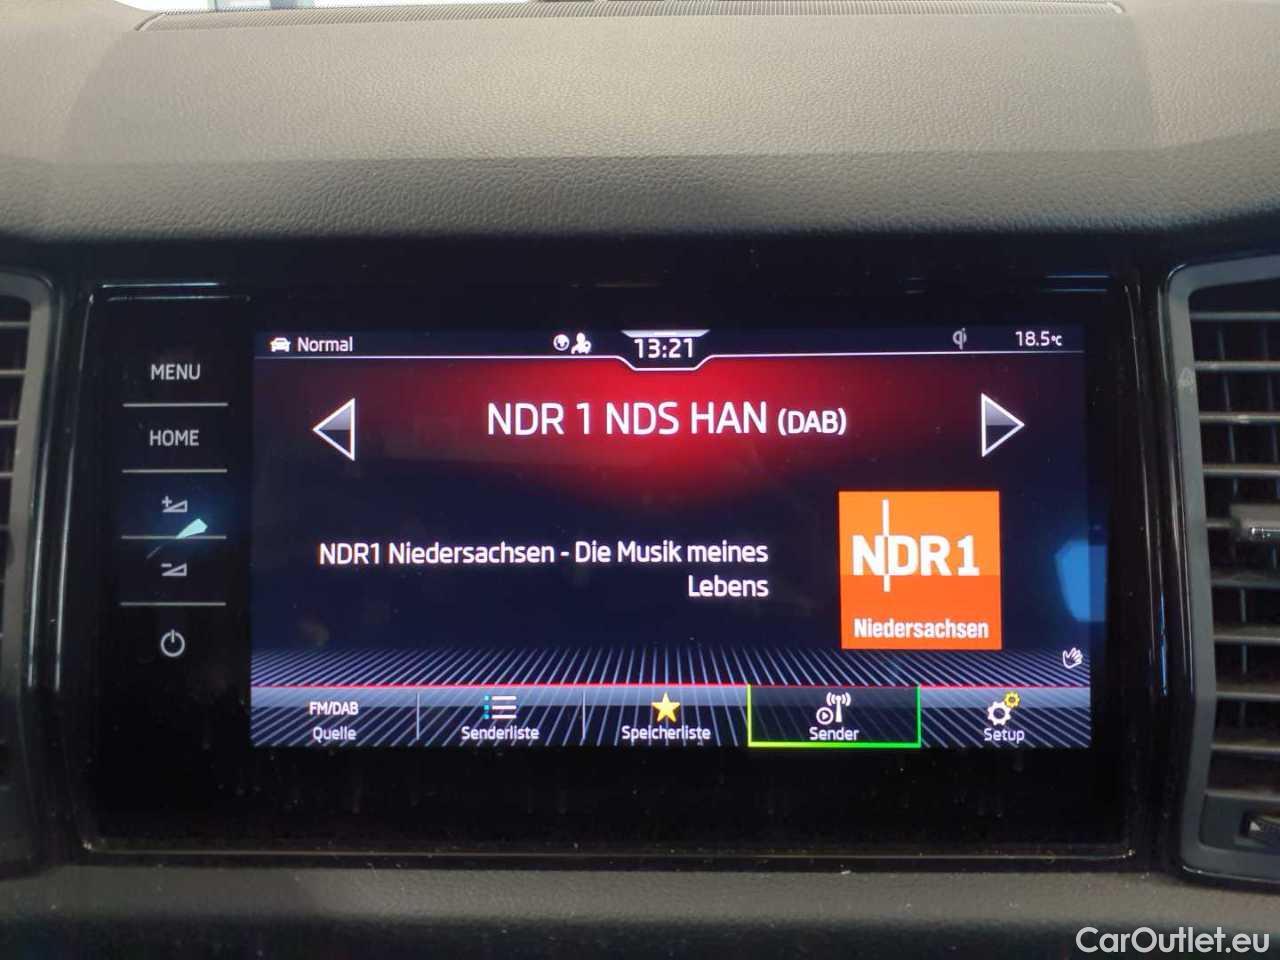 Normal
13:21
18.5°C
MENU
HOME
NDR 1 NDS HAN (DAB)
NDR1 Niedersachsen - Die Musik meines
Lebens
NDR1
Niedersachsen
FM/DAB
Quelle
Senderliste
Speicherliste
Sender
Setup
CarOutlet.eu